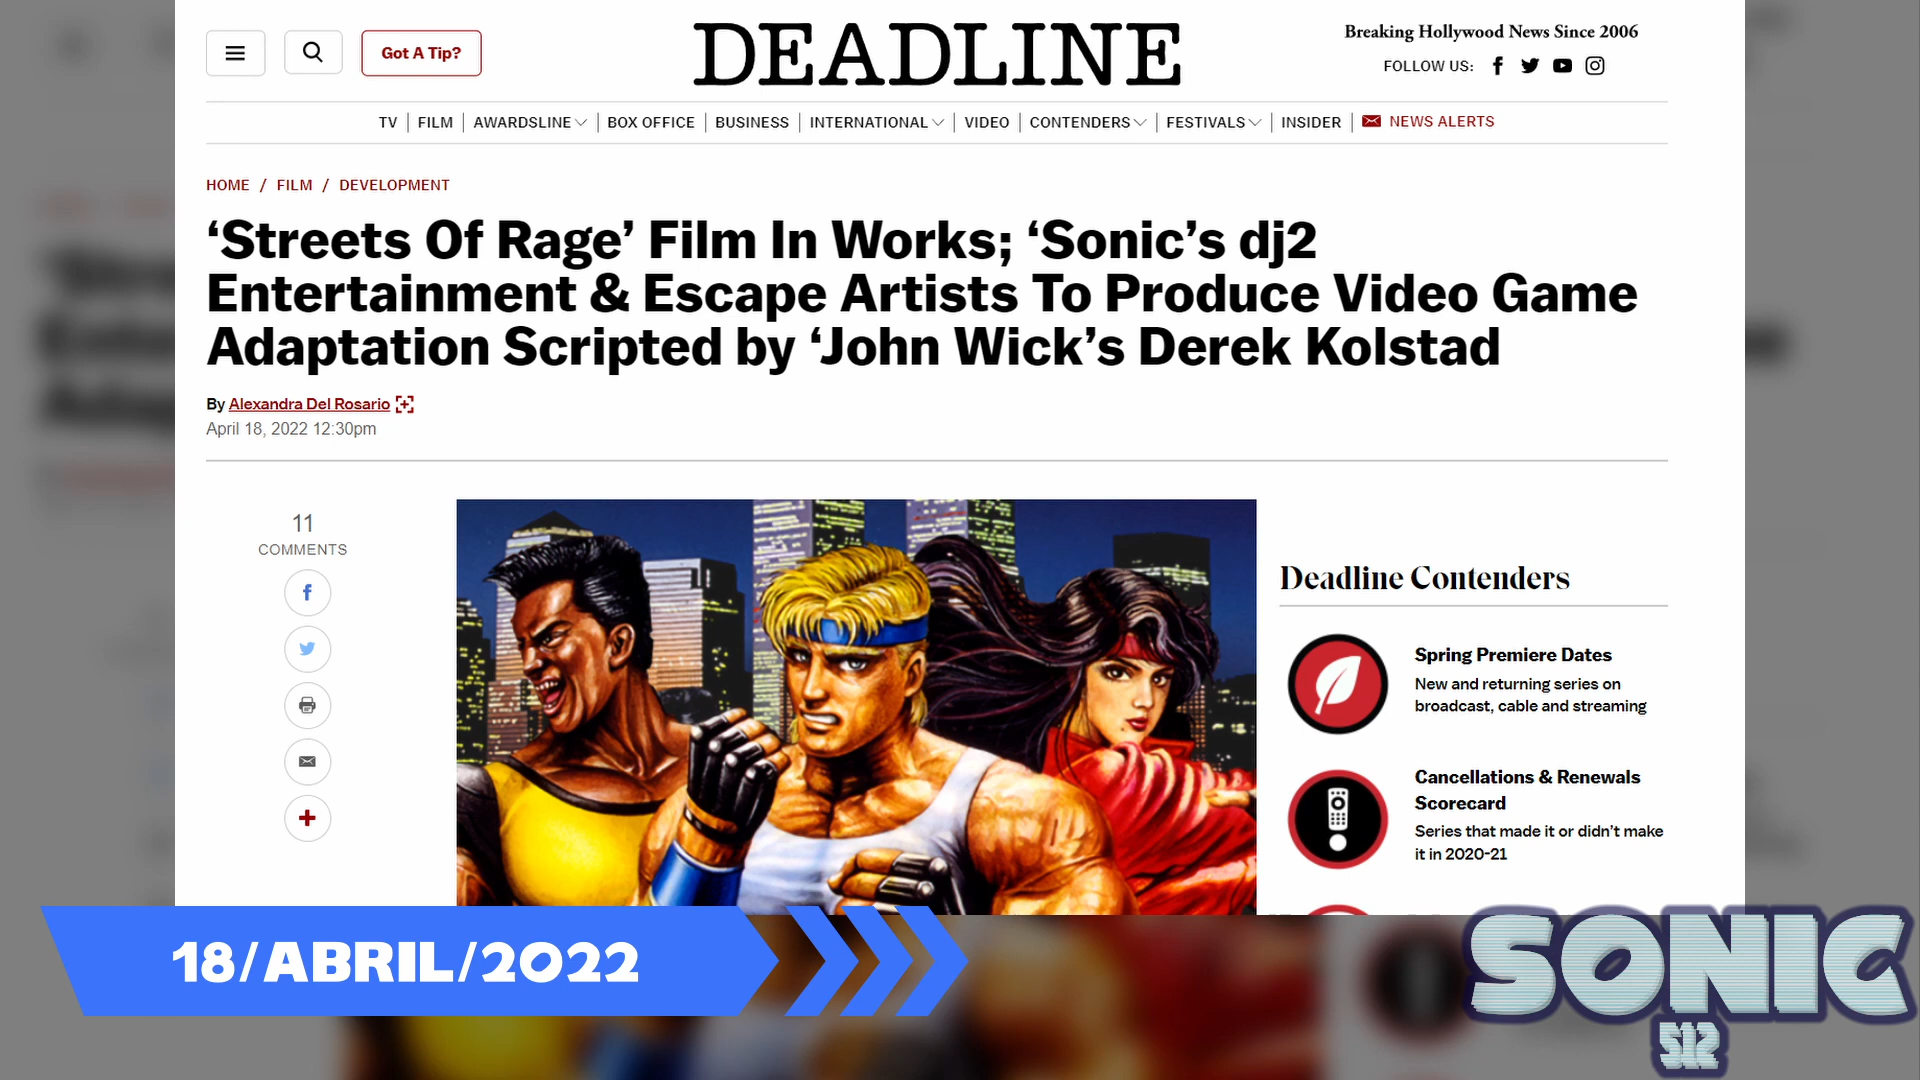 Got A Tip?
DEADLINE
Breaking Hollywood News Since 2006
FOLLOW US:
TV | FILM | AWARDSLINE | BOX OFFICE | BUSINESS | INTERNATIONAL | VIDEO | CONTENDERS | FESTIVALS | INSIDER | NEWS ALERTS
HOME / FILM / DEVELOPMENT
‘Streets Of Rage’ Film In Works; ‘Sonic’s dj2
Entertainment & Escape Artists To Produce Video Game
Adaptation Scripted by ‘John Wick’s Derek Kolstad
By Alexandra Del Rosario
April 18, 2022 12:30pm
11
COMMENTS
Deadline Contenders
Spring Premiere Dates
New and returning series on
broadcast, cable and streaming
Cancellations & Renewals
Scorecard
Series that made it or didn’t make
it in 2020-21
18/ABRIL/2022
SONIC
512